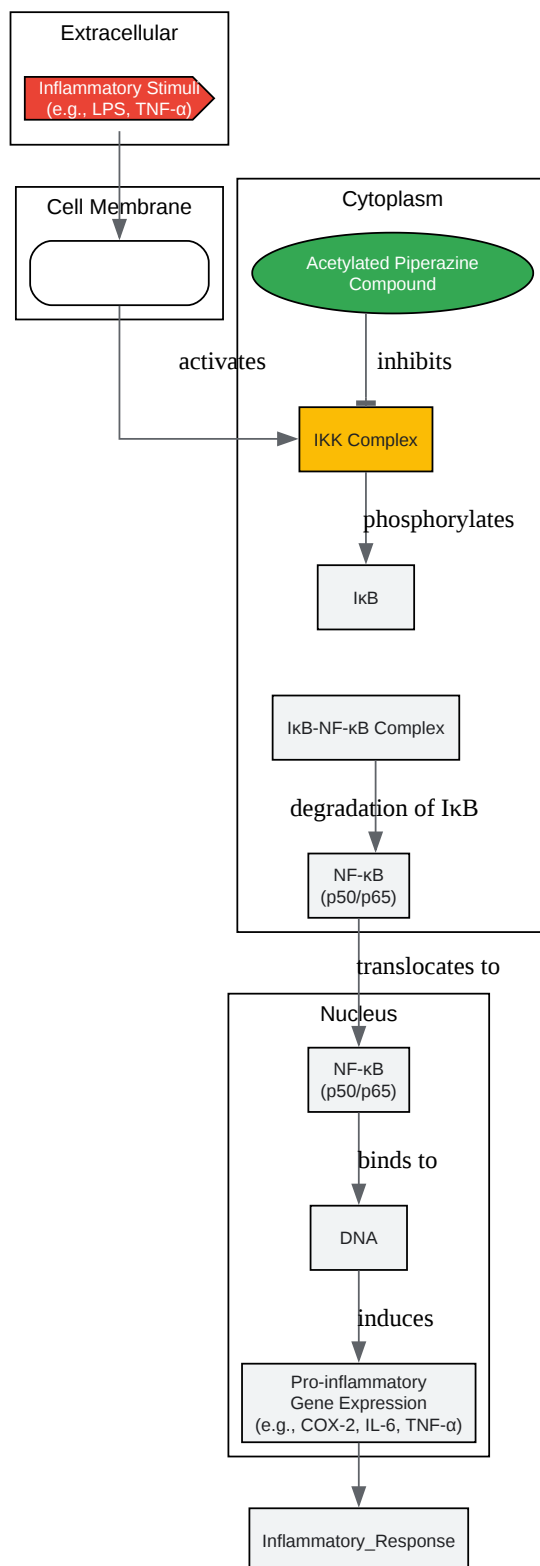 Extracellular
Inflammatory Stimuli
(e.g., LPS, TNF-α)
Cell Membrane
Cytoplasm
Acetylated Piperazine
Compound
activates
inhibits
IKK Complex
phosphorylates
IκB
IκB-NF-κB Complex
degradation of IκB
NF-κB
(p50/p65)
translocates to
Nucleus
NF-κB
(p50/p65)
binds to
DNA
induces
Pro-inflammatory
Gene Expression
(e.g., COX-2, IL-6, TNF-α)
Inflammatory_Response